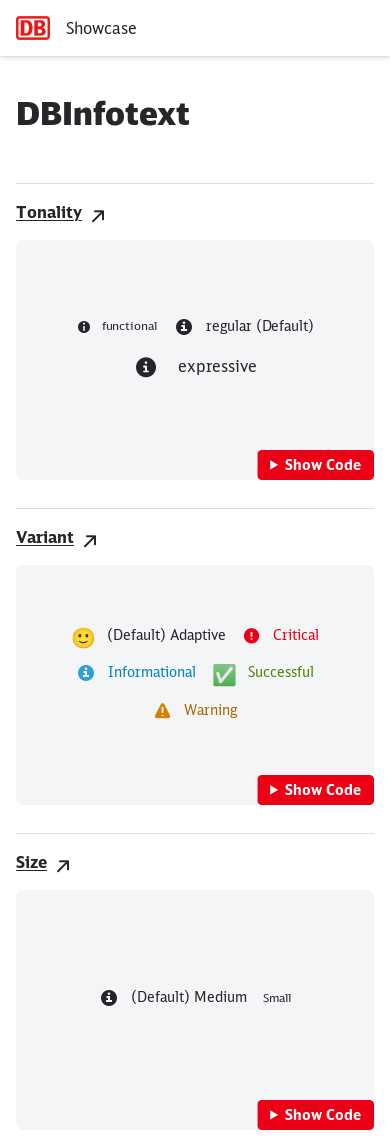 DB Showcase
DBInfotext
Tonality
functional regular (Default)
expressive
Show Code
Variant
(Default) Adaptive Critical
Informational Successful
Warning
Show Code
Size
(Default) Medium Small
Show Code